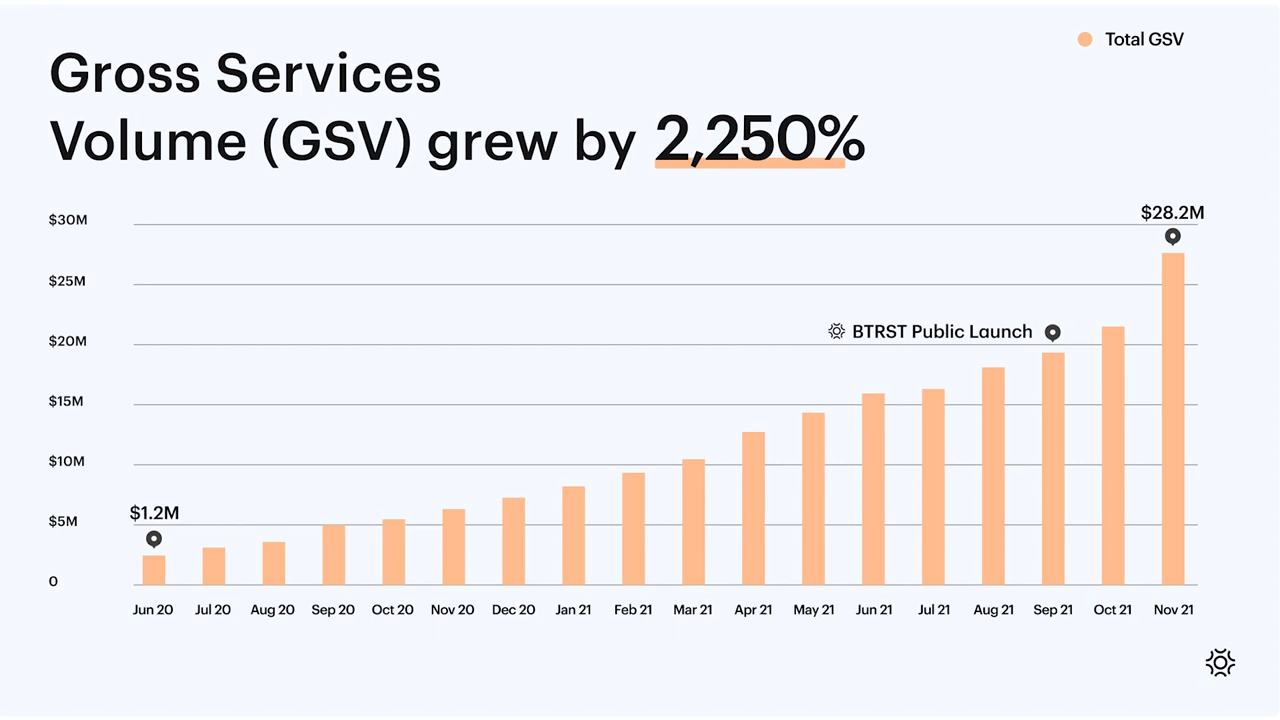 Total GSV
Gross Services
Volume (GSV) grew by 2,250%
$30M
$28.2M
$25M
$20M
BTRST Public Launch
$15M
$10M
$5M
$1.2M
0
Jun 20 Jul 20 Aug 20 Sep 20 Oct 20 Nov 20 Dec 20 Jan 21 Feb 21 Mar 21 Apr 21 May 21 Jun 21 Jul 21 Aug 21 Sep 21 Oct 21 Nov 21